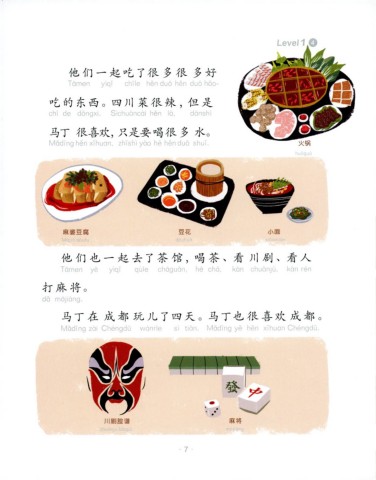 Level 1 4
他们一起吃了很多很多好
Tāmen yìqǐ chīle hěn duō hěn duō hǎo-
吃的东西。四川菜很辣，但是
chī de dōngxi. Sìchuāncài hěn là, dànshì
马丁 很喜欢，只是要喝很多 水。
Mǎdīng hěn xǐhuan, zhǐshì yào hē hěn duō shuǐ.
火锅
huǒguō
麻婆豆腐
豆花
小面
他们也一起去了茶馆，喝茶、看 川剧、看人
Tāmen yě yìqǐ qùle cháguǎn, hē chá, kàn chuānjù, kàn rén
打麻将。
dǎ májiàng.
马丁在 成都 玩儿了四天。马丁也很喜欢 成都。
Mǎdīng zài Chéngdū wánrle sì tiān. Mǎdīng yě hěn xǐhuan Chéngdū.
發
中
川剧脸谱
麻将
7